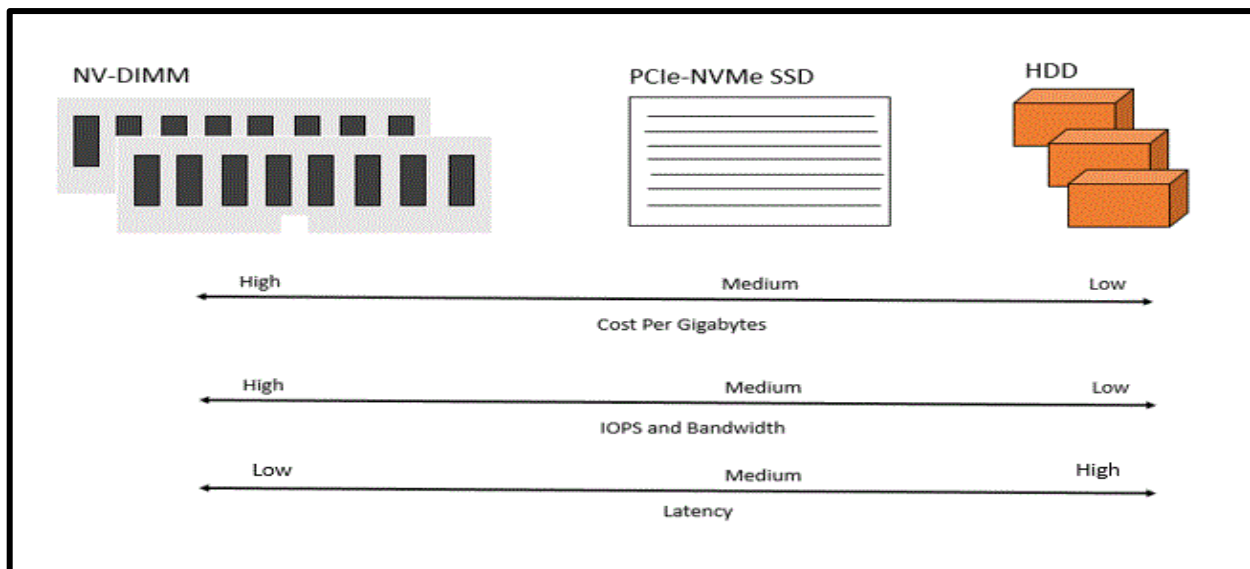 NV-DIMM PCIe-NVMe SSD HDD
High Medium Low
Cost Per Gigabytes
High Medium Low
IOPS and Bandwidth
Low Medium High
Latency